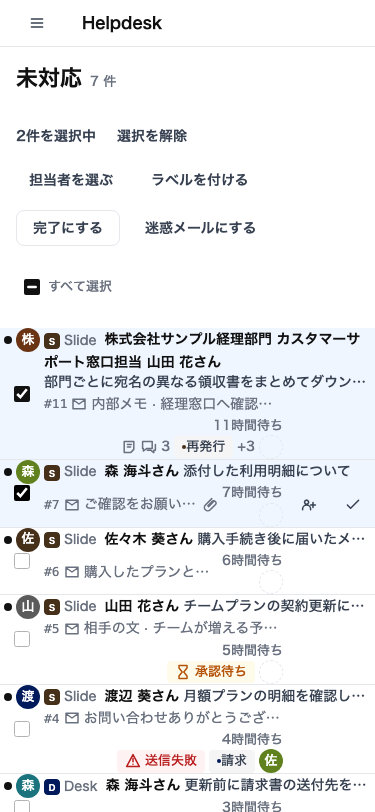 Helpdesk
未対応 7 件
2件を選択中 選択を解除
担当者を選ぶ ラベルを付ける
完了にする 迷惑メールにする
すべて選択
株 S Slide 株式会社サンプル経理部門 カスタマーサ
ポート窓口担当 山田 花さん
部門ごとに宛名の異なる領収書をまとめてダウン…
#11 内部メモ · 経理窓口へ確認…
11時間待ち
3 •再発行 +3
森 S Slide 森 海斗さん 添付した利用明細について
7時間待ち
#7 ご確認をお願い…
佐 S Slide 佐々木 葵さん 購入手続き後に届いたメ…
6時間待ち
#6 購入したプランと…
山 S Slide 山田 花さん チームプランの契約更新に…
#5 相手の文 · チームが増える予…
5時間待ち
承認待ち
渡 S Slide 渡辺 葵さん 月額プランの明細を確認し…
#4 お問い合わせありがとうござ…
4時間待ち
送信失敗 •請求 佐
森 D Desk 森 海斗さん 更新前に請求書の送付先を…
3時間待ち